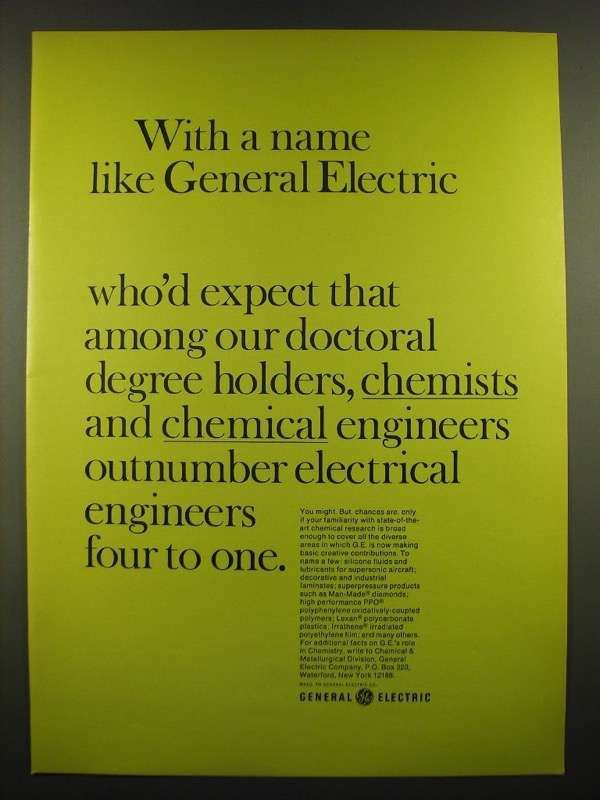 With a name
like General Electric
who'd expect that
among our doctoral
degree holders, chemists
and chemical engineers
outnumber electrical
engineers
four to one.
You might. But chances are, only
if your familiarity with state-of-the-
art chemical research is broad
enough to cover all the diverse
areas in which G.E. is now making
basic creative contributions. To
name a few: silicone fluids and
lubricants for supersonic aircraft;
decorative and industrial
laminates; superpressure products
such as Man-Made® diamonds;
high performance PPO®
polyphenylene oxidatively-coupled
polymers; Lexan® polycarbonate
plastics; Irrathene® irradiated
polyethylene film; and many others.
For additional facts on G.E.'s role
in Chemistry, write to Chemical &
Metallurgical Division, General
Electric Company, P.O. Box 220,
Waterford, New York 12188.
GENERAL GE ELECTRIC